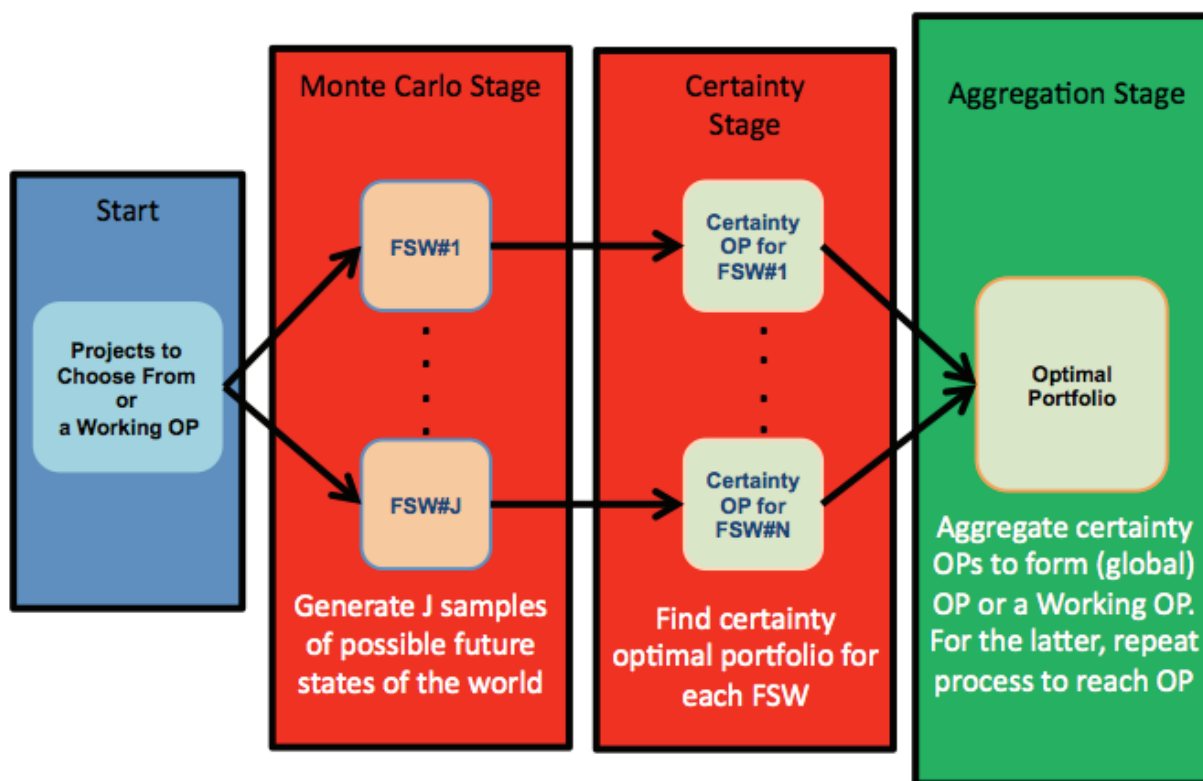 Start
Projects to
Choose From
or
a Working OP
Monte Carlo Stage
FSW#1
FSW#J
Generate J samples
of possible future
states of the world
Certainty
Stage
Certainty
OP for
FSW#1
Certainty
OP for
FSW#N
Find certainty
optimal portfolio for
each FSW
Aggregation Stage
Optimal
Portfolio
Aggregate certainty
OPs to form (global)
OP or a Working OP.
For the latter, repeat
process to reach OP